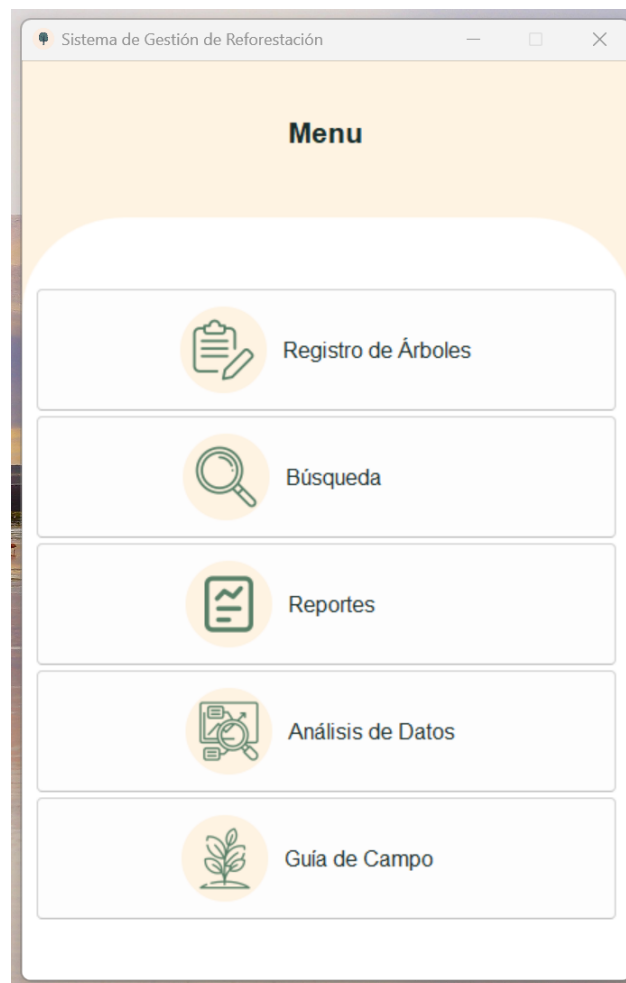 Sistema de Gestión de Reforestación
Menu
Registro de Árboles
Búsqueda
Reportes
Análisis de Datos
Guía de Campo